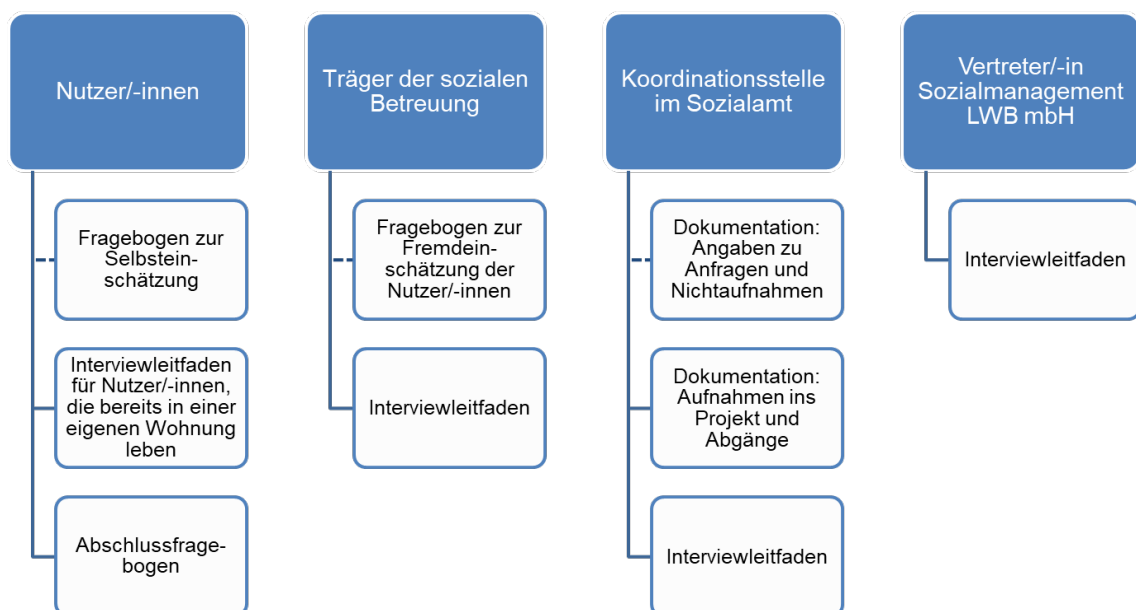 Nutzer/-innen
Fragebogen zur
Selbstein-
schätzung
Interviewleitfaden
für Nutzer/-innen,
die bereits in einer
eigenen Wohnung
leben
Abschlussfrage-
bogen
Träger der sozialen
Betreuung
Fragebogen zur
Fremdein-
schätzung der
Nutzer/-innen
Interviewleitfaden
Koordinationsstelle
im Sozialamt
Dokumentation:
Angaben zu
Anfragen und
Nichtaufnahmen
Dokumentation:
Aufnahmen ins
Projekt und
Abgänge
Interviewleitfaden
Vertreter/-in
Sozialmanagement
LWB mbH
Interviewleitfaden